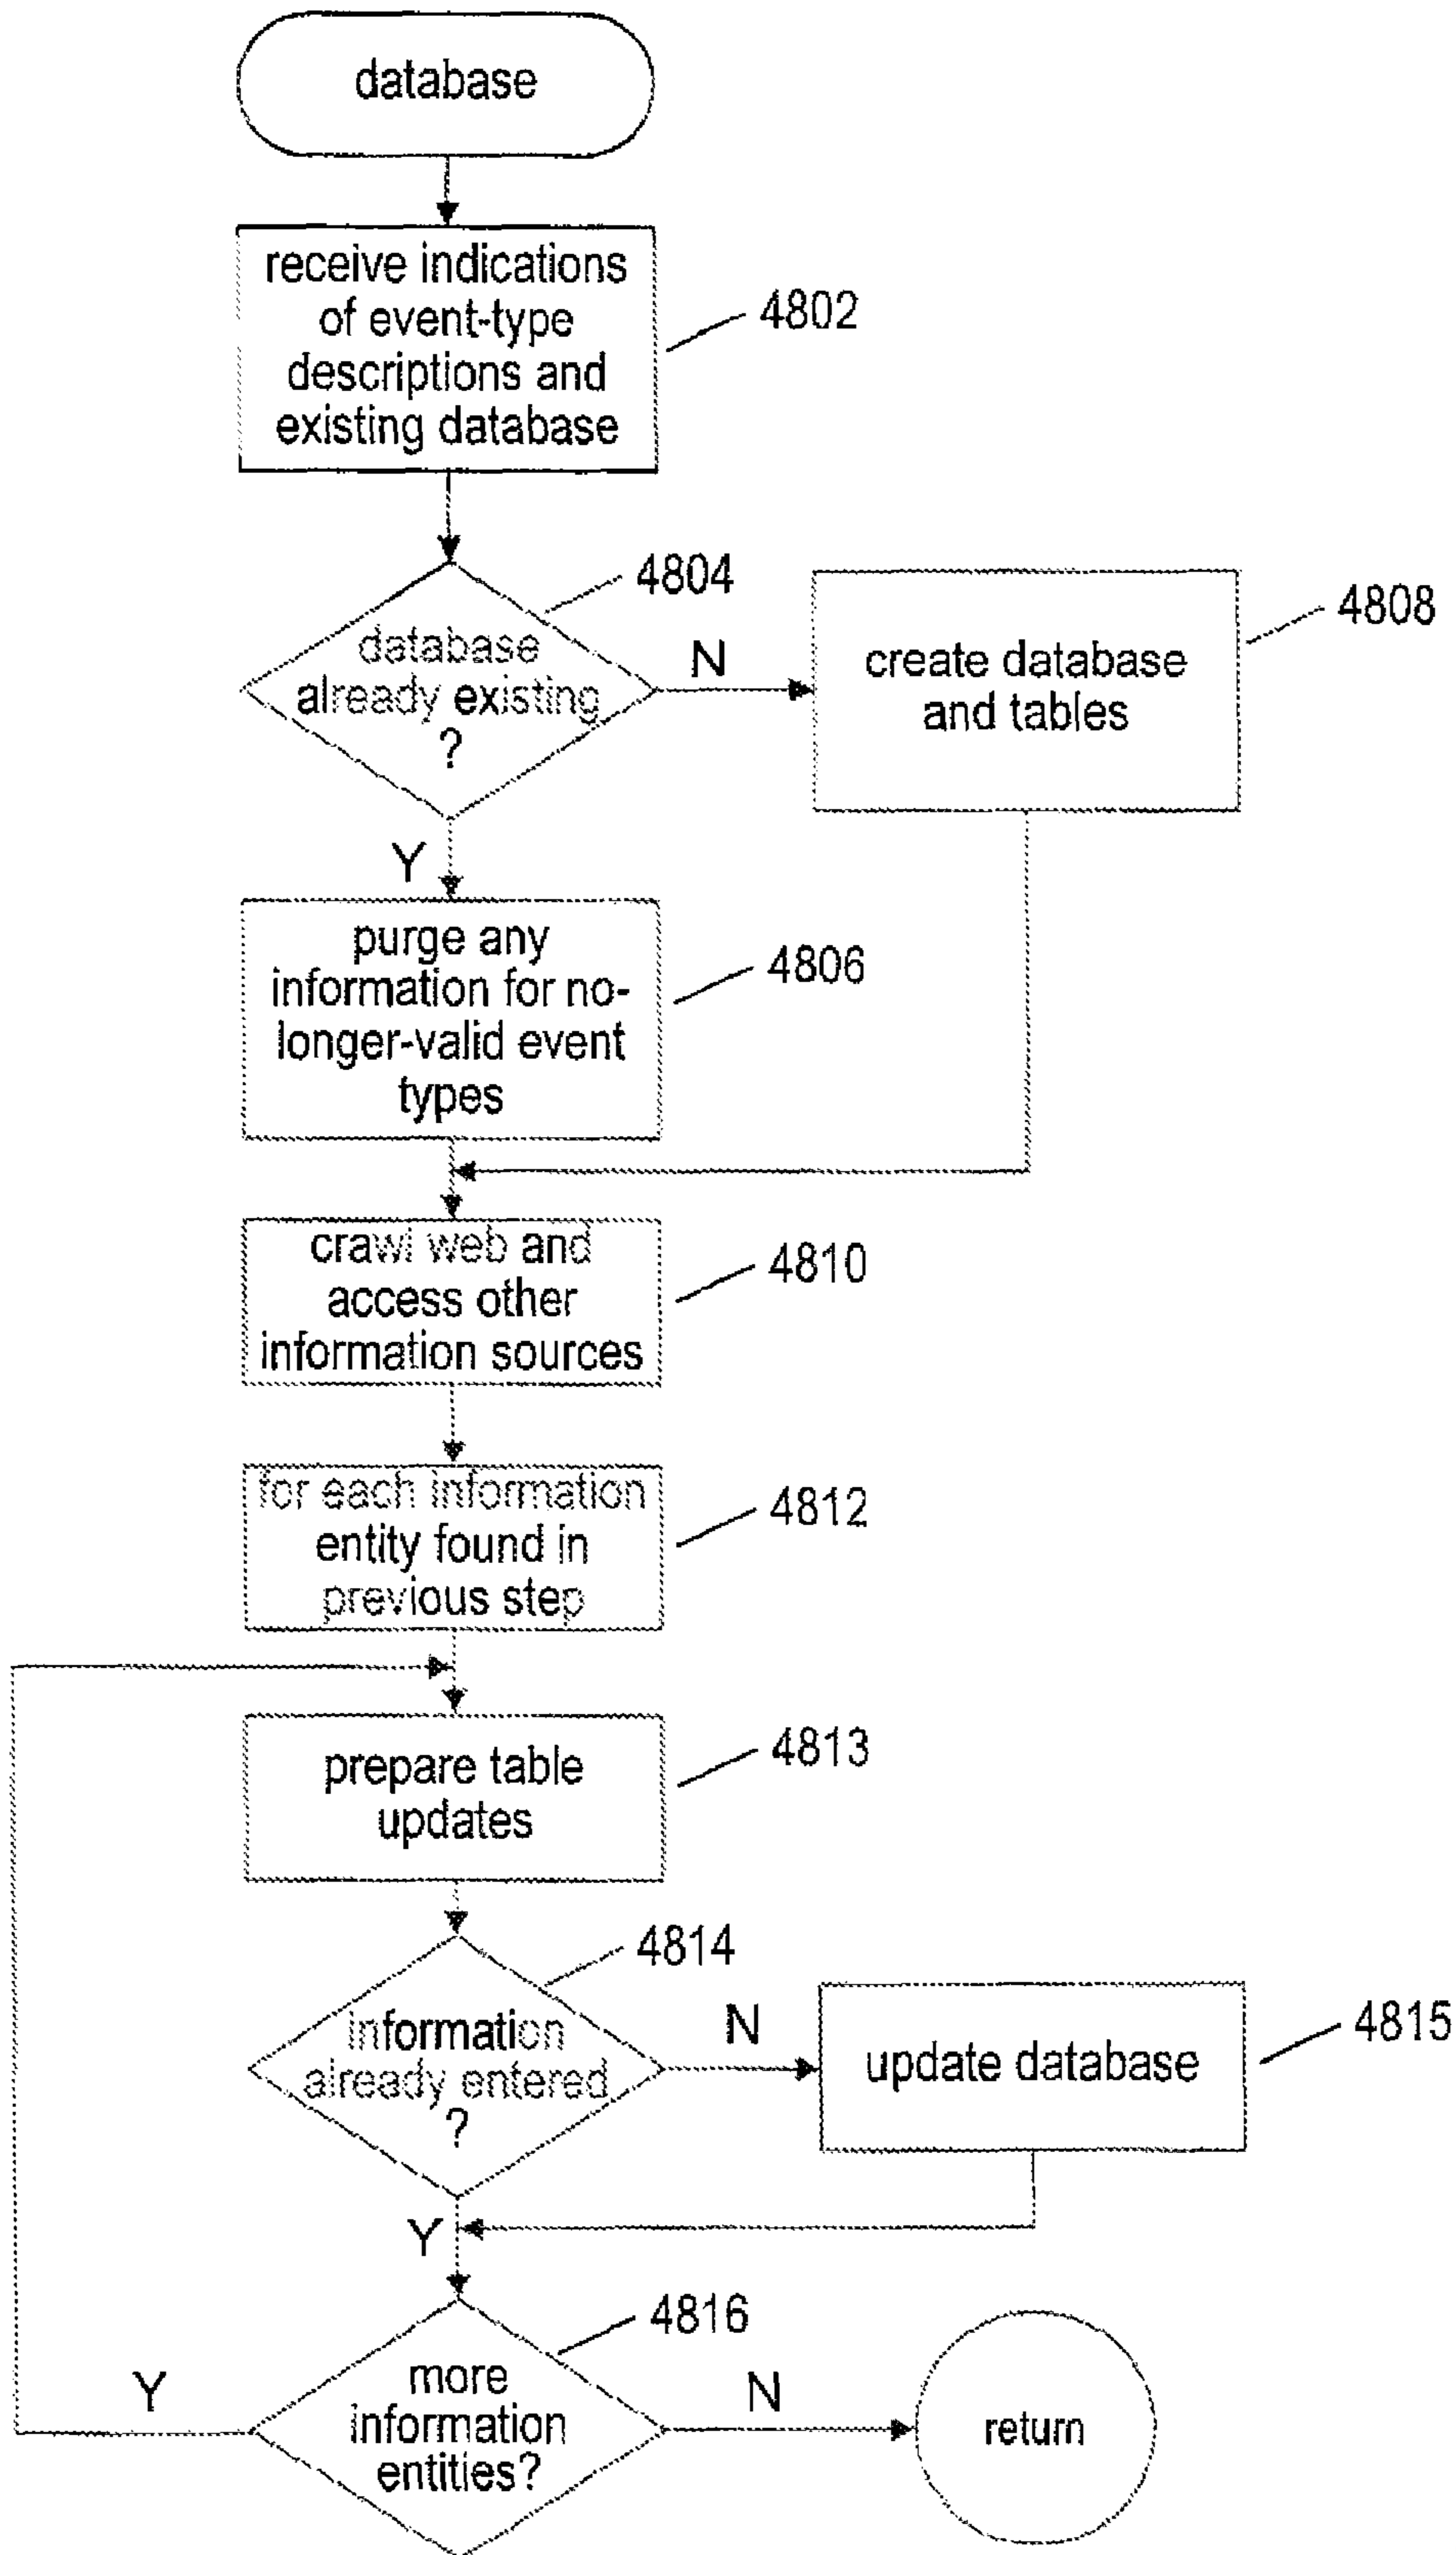 database
receive indications
of event-type
descriptions and
existing database
4802
4804
database
already existing
?
N
create database
and tables
4808
Y
purge any
information for no-
longer-valid event
types
4806
crawl web and
access other
information sources
4810
for each information
entity found in
previous step
4812
prepare table
updates
4813
4814
information
already entered
?
N
update database
4815
Y
4816
more
information
entities?
Y
N
return